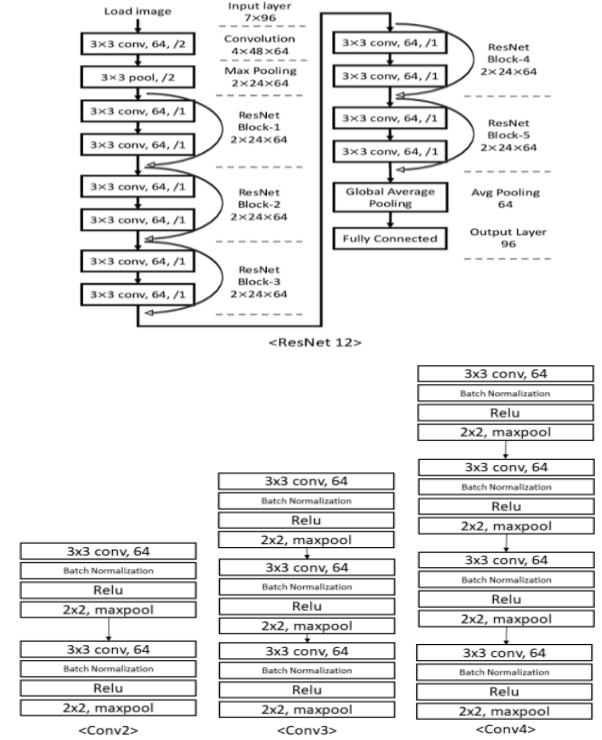 Load image
3×3 conv, 64, /2
3×3 pool, /2
3×3 conv, 64, /1
3×3 conv, 64, /1
3×3 conv, 64, /1
3×3 conv, 64, /1
3×3 conv, 64, /1
3×3 conv, 64, /1
Input layer
7×96
Convolution
4×48×64
Max Pooling
2×24×64
ResNet
Block-1
2×24×64
ResNet
Block-2
2×24×64
ResNet
Block-3
2×24×64
3×3 conv, 64, /1
3×3 conv, 64, /1
3×3 conv, 64, /1
3×3 conv, 64, /1
Global Average
Pooling
Fully Connected
ResNet
Block-4
2×24×64
ResNet
Block-5
2×24×64
Avg Pooling
64
Output Layer
96
<ResNet 12>
3x3 conv, 64
Batch Normalization
Relu
2x2, maxpool
3x3 conv, 64
Batch Normalization
Relu
2x2, maxpool
<Conv2>
3x3 conv, 64
Batch Normalization
Relu
2x2, maxpool
3x3 conv, 64
Batch Normalization
Relu
2x2, maxpool
3x3 conv, 64
Batch Normalization
Relu
2x2, maxpool
<Conv3>
3x3 conv, 64
Batch Normalization
Relu
2x2, maxpool
3x3 conv, 64
Batch Normalization
Relu
2x2, maxpool
3x3 conv, 64
Batch Normalization
Relu
2x2, maxpool
3x3 conv, 64
Batch Normalization
Relu
2x2, maxpool
<Conv4>